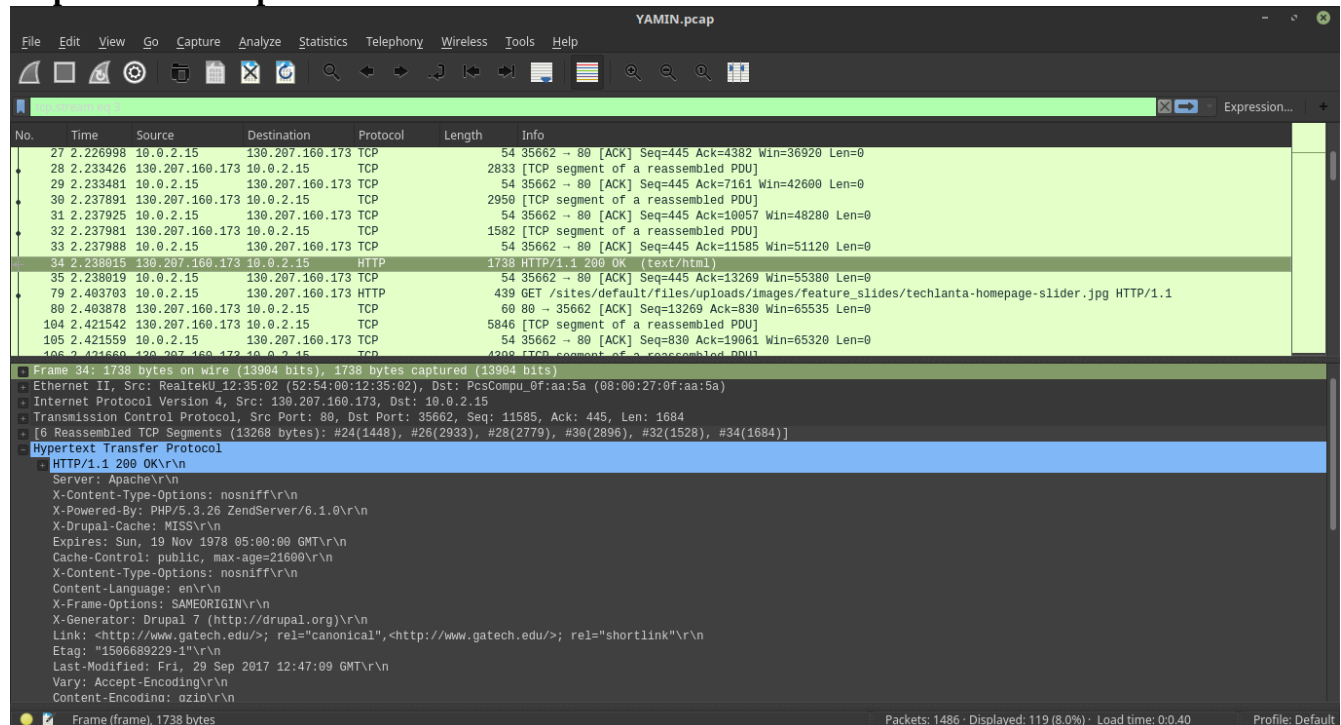 YAMIN.pcap
File Edit View Go Capture Analyze Statistics Telephony Wireless Tools Help
tcp.stream eq 3 Expression... +
No. Time Source Destination Protocol Length Info
27 2.226998 10.0.2.15 130.207.160.173 TCP 54 35662 → 80 [ACK] Seq=445 Ack=4382 Win=36920 Len=0
28 2.233426 130.207.160.173 10.0.2.15 TCP 2833 [TCP segment of a reassembled PDU]
29 2.233481 10.0.2.15 130.207.160.173 TCP 54 35662 → 80 [ACK] Seq=445 Ack=7161 Win=42600 Len=0
30 2.237891 130.207.160.173 10.0.2.15 TCP 2950 [TCP segment of a reassembled PDU]
31 2.237925 10.0.2.15 130.207.160.173 TCP 54 35662 → 80 [ACK] Seq=445 Ack=10057 Win=48280 Len=0
32 2.237981 130.207.160.173 10.0.2.15 TCP 1582 [TCP segment of a reassembled PDU]
33 2.237988 10.0.2.15 130.207.160.173 TCP 54 35662 → 80 [ACK] Seq=445 Ack=11585 Win=51120 Len=0
34 2.238015 130.207.160.173 10.0.2.15 HTTP 1738 HTTP/1.1 200 OK (text/html)
35 2.238019 10.0.2.15 130.207.160.173 TCP 54 35662 → 80 [ACK] Seq=445 Ack=13269 Win=55380 Len=0
79 2.403703 10.0.2.15 130.207.160.173 HTTP 439 GET /sites/default/files/uploads/images/feature_slides/techlanta-homepage-slider.jpg HTTP/1.1
80 2.403878 130.207.160.173 10.0.2.15 TCP 60 80 → 35662 [ACK] Seq=13269 Ack=830 Win=65535 Len=0
104 2.421542 130.207.160.173 10.0.2.15 TCP 5846 [TCP segment of a reassembled PDU]
105 2.421559 10.0.2.15 130.207.160.173 TCP 54 35662 → 80 [ACK] Seq=830 Ack=19061 Win=65320 Len=0
106 2.421669 130.207.160.173 10.0.2.15 TCP 4398 [TCP segment of a reassembled PDU]
Frame 34: 1738 bytes on wire (13904 bits), 1738 bytes captured (13904 bits)
Ethernet II, Src: RealtekU_12:35:02 (52:54:00:12:35:02), Dst: PcsCompu_0f:aa:5a (08:00:27:0f:aa:5a)
Internet Protocol Version 4, Src: 130.207.160.173, Dst: 10.0.2.15
Transmission Control Protocol, Src Port: 80, Dst Port: 35662, Seq: 11585, Ack: 445, Len: 1684
[6 Reassembled TCP Segments (13268 bytes): #24(1448), #26(2933), #28(2779), #30(2896), #32(1528), #34(1684)]
Hypertext Transfer Protocol
HTTP/1.1 200 OK\r\n
Server: Apache\r\n
X-Content-Type-Options: nosniff\r\n
X-Powered-By: PHP/5.3.26 ZendServer/6.1.0\r\n
X-Drupal-Cache: MISS\r\n
Expires: Sun, 19 Nov 1978 05:00:00 GMT\r\n
Cache-Control: public, max-age=21600\r\n
X-Content-Type-Options: nosniff\r\n
Content-Language: en\r\n
X-Frame-Options: SAMEORIGIN\r\n
X-Generator: Drupal 7 (http://drupal.org)\r\n
Link: <http://www.gatech.edu/>; rel="canonical",<http://www.gatech.edu/>; rel="shortlink"\r\n
Etag: "1506689229-1"\r\n
Last-Modified: Fri, 29 Sep 2017 12:47:09 GMT\r\n
Vary: Accept-Encoding\r\n
Content-Encoding: gzip\r\n
Frame (frame), 1738 bytes Packets: 1486 · Displayed: 119 (8.0%) · Load time: 0:0.40 Profile: Default